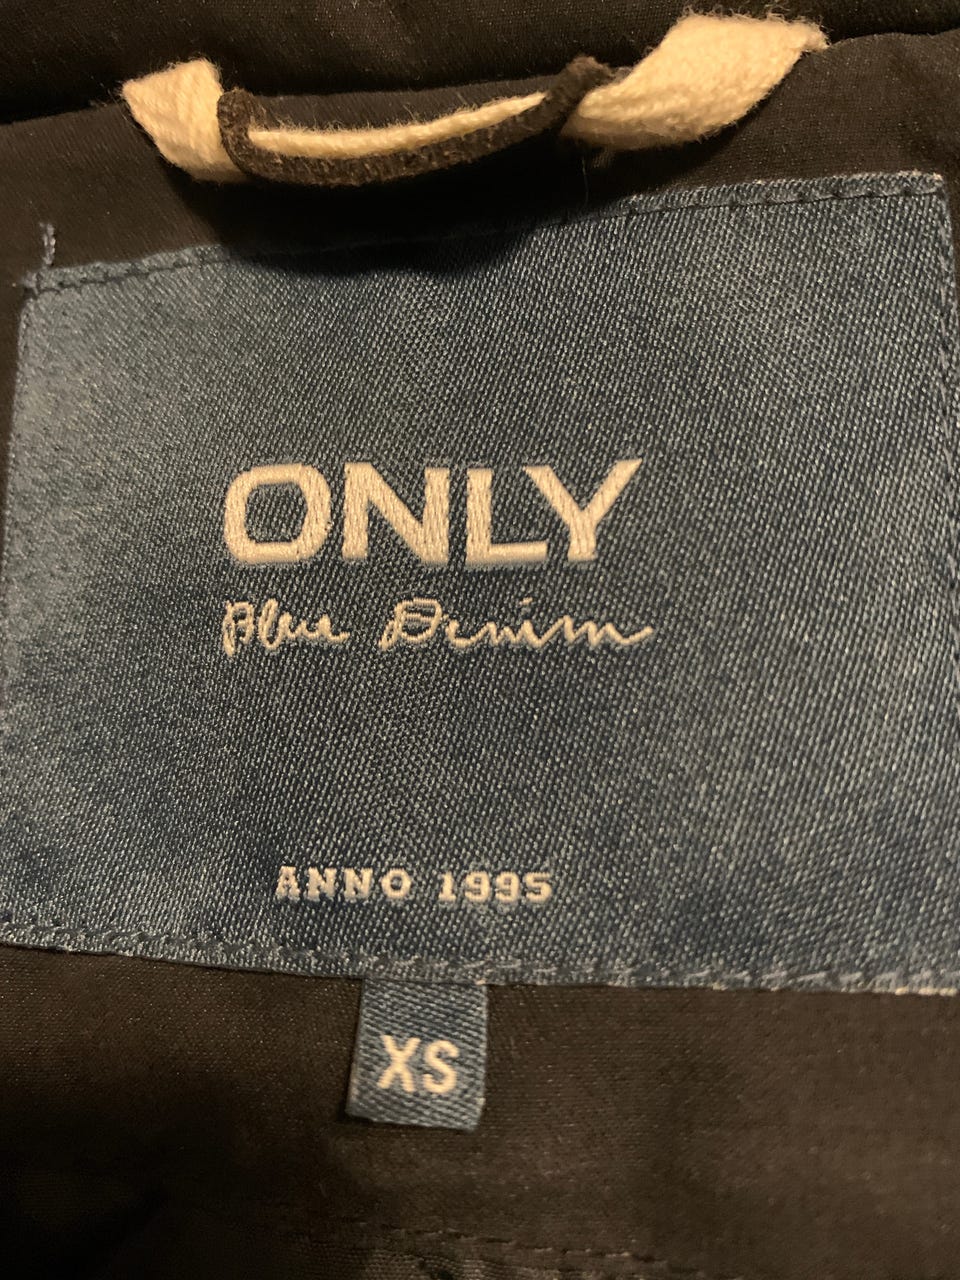 ONLY
Blue Denim
ANNO 1995
XS